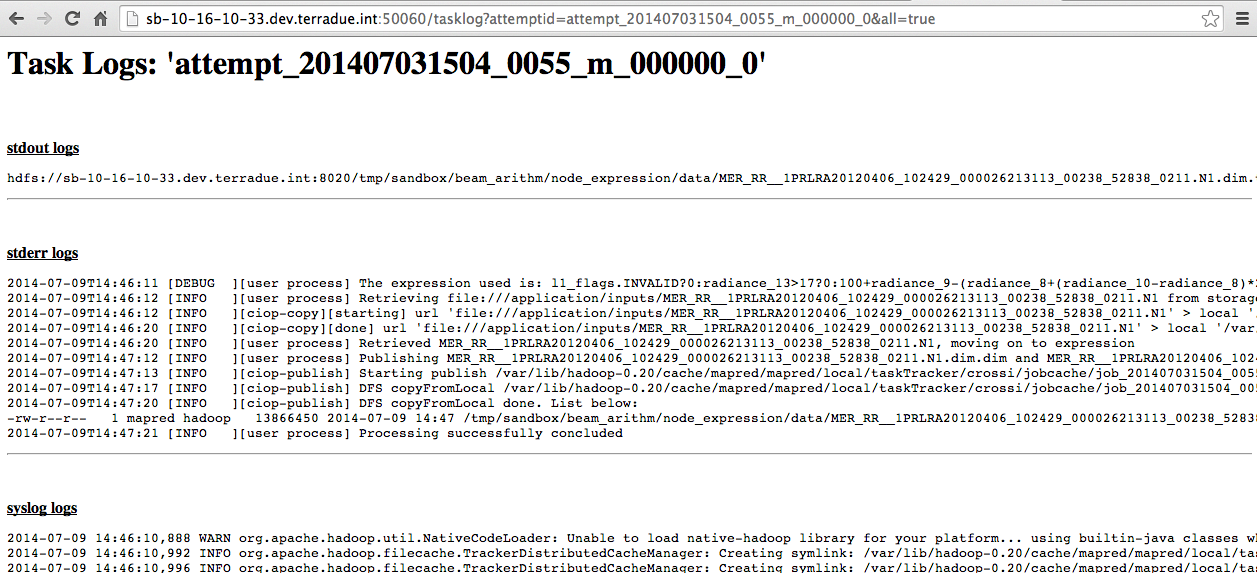 sb-10-16-10-33.dev.terradue.int:50060/tasklog?attemptid=attempt_201407031504_0055_m_000000_0&all=true
Task Logs: 'attempt_201407031504_0055_m_000000_0'
stdout logs
hdfs://sb-10-16-10-33.dev.terradue.int:8020/tmp/sandbox/beam_arithm/node_expression/data/MER_RR__1PRLRA20120406_102429_000026213113_00238_52838_0211.N1.dim.
stderr logs
2014-07-09T14:46:11 [DEBUG  ][user process] The expression used is: l1_flags.INVALID?0:radiance_13>17?0:100+radiance_9-(radiance_8+(radiance_10-radiance_8)*
2014-07-09T14:46:12 [INFO   ][user process] Retrieving file:///application/inputs/MER_RR__1PRLRA20120406_102429_000026213113_00238_52838_0211.N1 from storag
2014-07-09T14:46:12 [INFO   ][ciop-copy][starting] url 'file:///application/inputs/MER_RR__1PRLRA20120406_102429_000026213113_00238_52838_0211.N1' > local '
2014-07-09T14:46:20 [INFO   ][ciop-copy][done] url 'file:///application/inputs/MER_RR__1PRLRA20120406_102429_000026213113_00238_52838_0211.N1' > local '/var
2014-07-09T14:46:20 [INFO   ][user process] Retrieved MER_RR__1PRLRA20120406_102429_000026213113_00238_52838_0211.N1, moving on to expression
2014-07-09T14:47:12 [INFO   ][user process] Publishing MER_RR__1PRLRA20120406_102429_000026213113_00238_52838_0211.N1.dim.dim and MER_RR__1PRLRA20120406_102
2014-07-09T14:47:13 [INFO   ][ciop-publish] Starting publish /var/lib/hadoop-0.20/cache/mapred/mapred/local/taskTracker/crossi/jobcache/job_201407031504_005
2014-07-09T14:47:17 [INFO   ][ciop-publish] DFS copyFromLocal /var/lib/hadoop-0.20/cache/mapred/mapred/local/taskTracker/crossi/jobcache/job_201407031504_00
2014-07-09T14:47:20 [INFO   ][ciop-publish] DFS copyFromLocal done. List below:
-rw-r--r--   1 mapred hadoop   13866450 2014-07-09 14:47 /tmp/sandbox/beam_arithm/node_expression/data/MER_RR__1PRLRA20120406_102429_000026213113_00238_5283
2014-07-09T14:47:21 [INFO   ][user process] Processing successfully concluded
syslog logs
2014-07-09 14:46:10,888 WARN org.apache.hadoop.util.NativeCodeLoader: Unable to load native-hadoop library for your platform... using builtin-java classes w
2014-07-09 14:46:10,992 INFO org.apache.hadoop.filecache.TrackerDistributedCacheManager: Creating symlink: /var/lib/hadoop-0.20/cache/mapred/mapred/local/ta
2014-07-09 14:46:10,996 INFO org.apache.hadoop.filecache.TrackerDistributedCacheManager: Creating symlink: /var/lib/hadoop-0.20/cache/mapred/mapred/local/ta